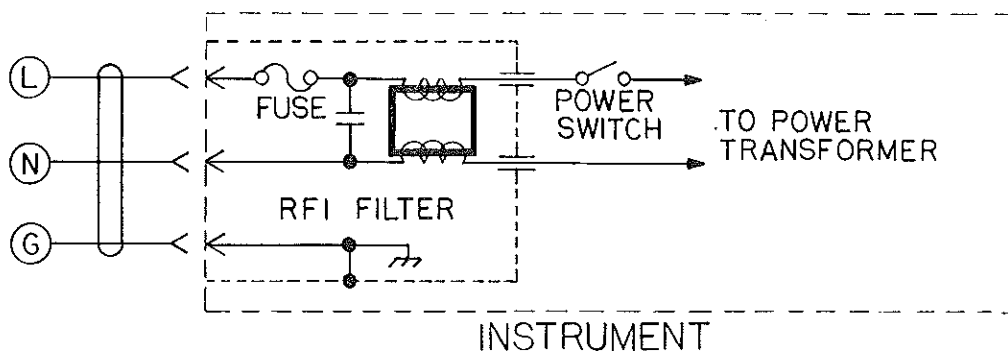 L
FUSE
POWER
SWITCH
TO POWER
TRANSFORMER
N
RFI FILTER
G
INSTRUMENT